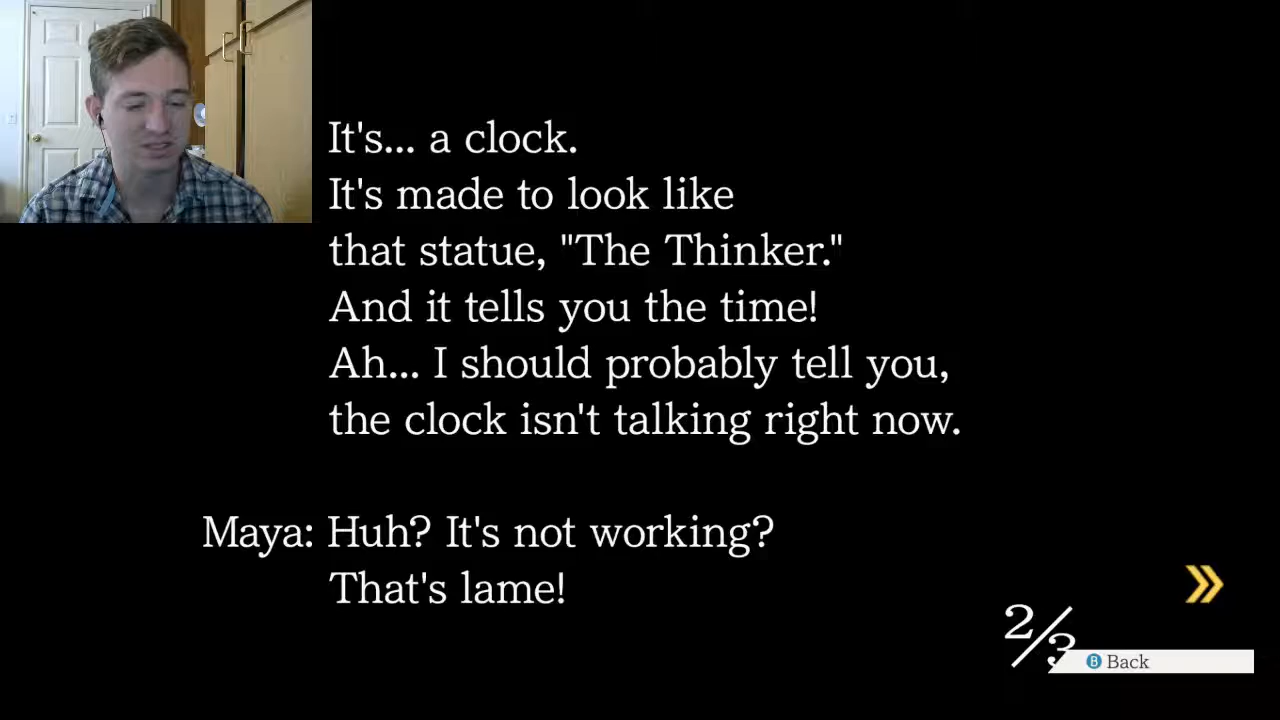 It's... a clock.
It's made to look like
that statue, "The Thinker."
And it tells you the time!
Ah... I should probably tell you,
the clock isn't talking right now.
Maya: Huh? It's not working?
That's lame!
2/3
B Back